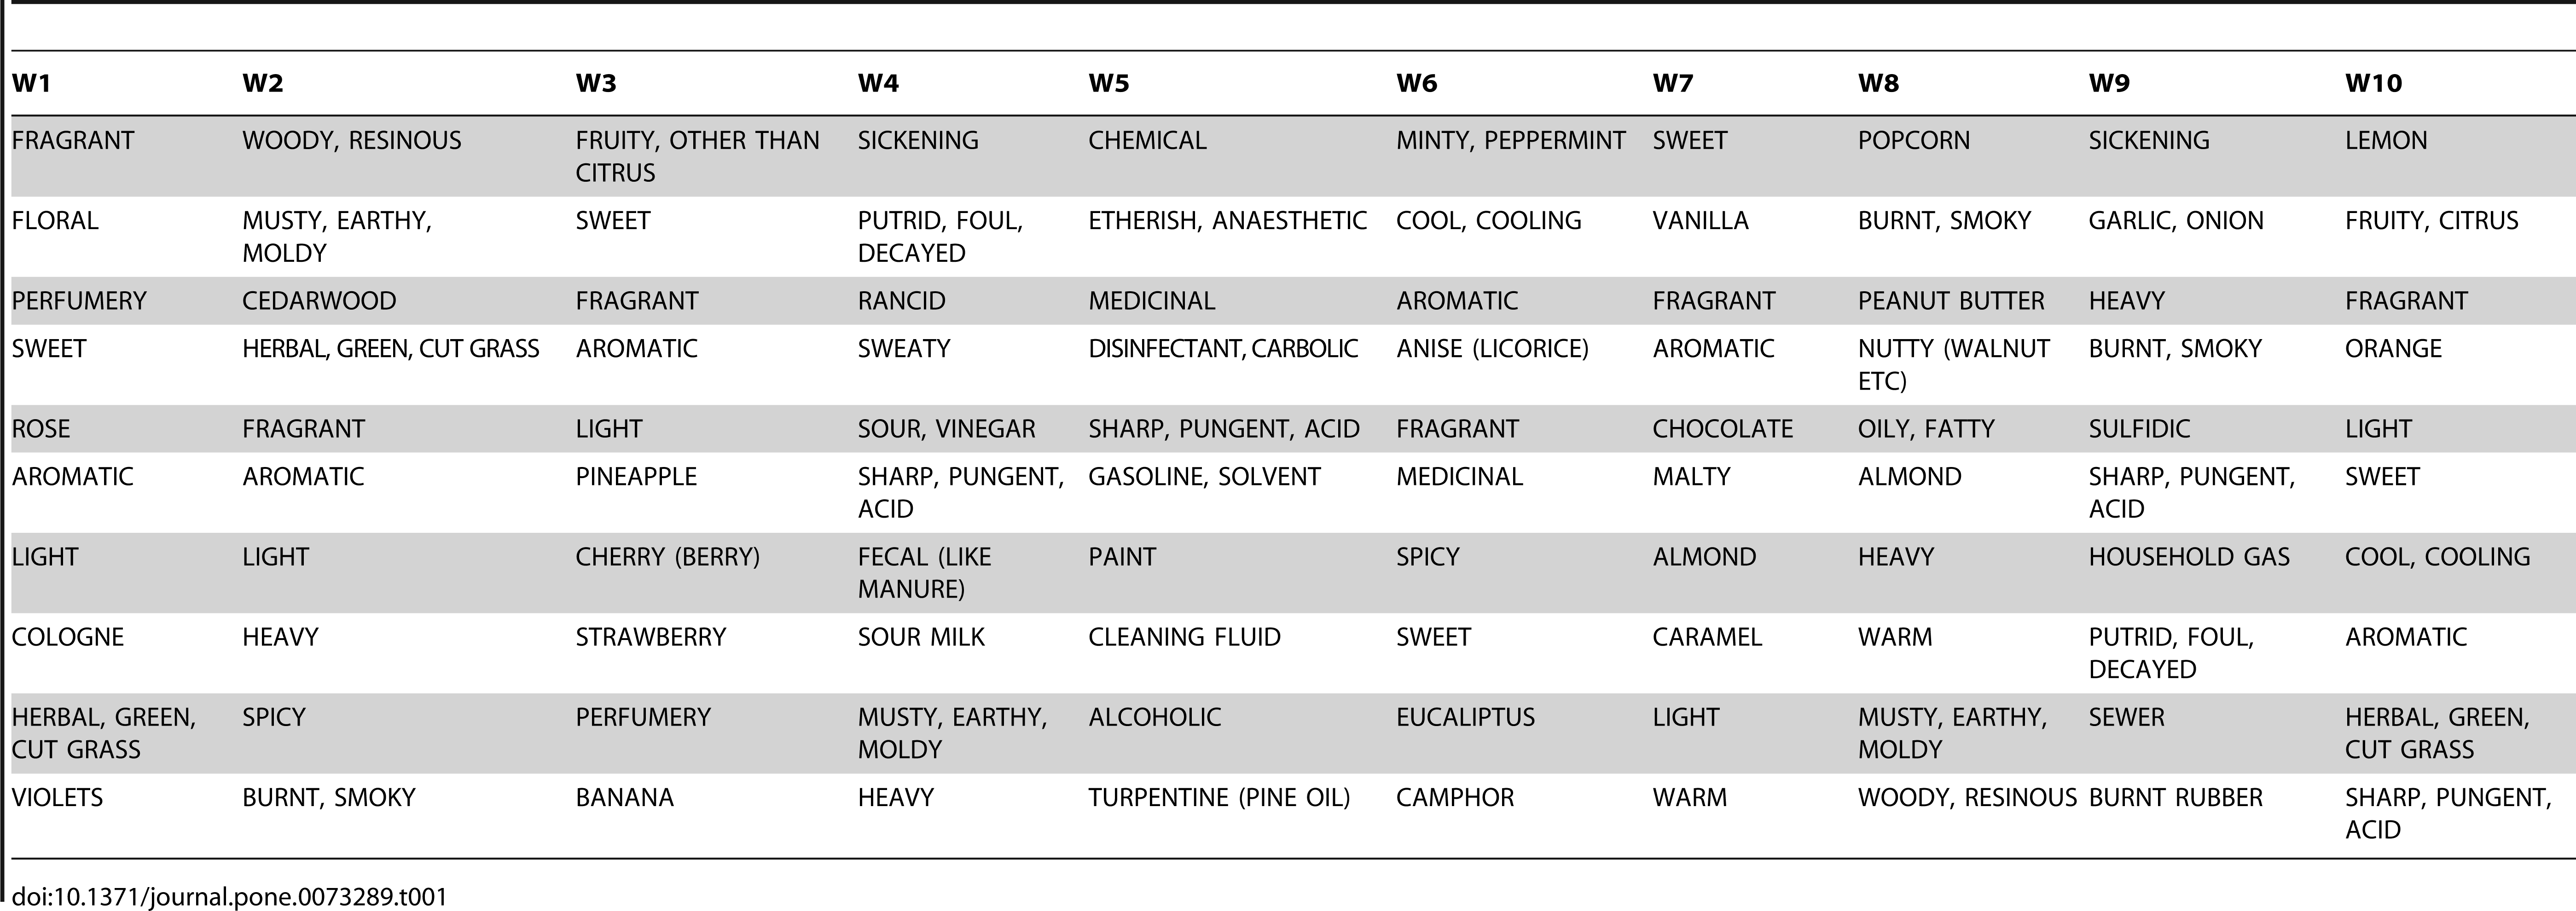 W1 W2 W3 W4 W5 W6 W7 W8 W9 W10
FRAGRANT WOODY, RESINOUS FRUITY, OTHER THAN SICKENING CHEMICAL MINTY, PEPPERMINT SWEET POPCORN SICKENING LEMON
CITRUS
FLORAL MUSTY, EARTHY, SWEET PUTRID, FOUL, ETHERISH, ANAESTHETIC COOL, COOLING VANILLA BURNT, SMOKY GARLIC, ONION FRUITY, CITRUS
MOLDY DECAYED
PERFUMERY CEDARWOOD FRAGRANT RANCID MEDICINAL AROMATIC FRAGRANT PEANUT BUTTER HEAVY FRAGRANT
SWEET HERBAL, GREEN, CUT GRASS AROMATIC SWEATY DISINFECTANT, CARBOLIC ANISE (LICORICE) AROMATIC NUTTY (WALNUT BURNT, SMOKY ORANGE
ETC)
ROSE FRAGRANT LIGHT SOUR, VINEGAR SHARP, PUNGENT, ACID FRAGRANT CHOCOLATE OILY, FATTY SULFIDIC LIGHT
AROMATIC AROMATIC PINEAPPLE SHARP, PUNGENT, GASOLINE, SOLVENT MEDICINAL MALTY ALMOND SHARP, PUNGENT, SWEET
ACID ACID
LIGHT LIGHT CHERRY (BERRY) FECAL (LIKE PAINT SPICY ALMOND HEAVY HOUSEHOLD GAS COOL, COOLING
MANURE)
COLOGNE HEAVY STRAWBERRY SOUR MILK CLEANING FLUID SWEET CARAMEL WARM PUTRID, FOUL, AROMATIC
DECAYED
HERBAL, GREEN, SPICY PERFUMERY MUSTY, EARTHY, ALCOHOLIC EUCALIPTUS LIGHT MUSTY, EARTHY, SEWER HERBAL, GREEN,
CUT GRASS MOLDY MOLDY CUT GRASS
VIOLETS BURNT, SMOKY BANANA HEAVY TURPENTINE (PINE OIL) CAMPHOR WARM WOODY, RESINOUS BURNT RUBBER SHARP, PUNGENT,
ACID
doi:10.1371/journal.pone.0073289.t001